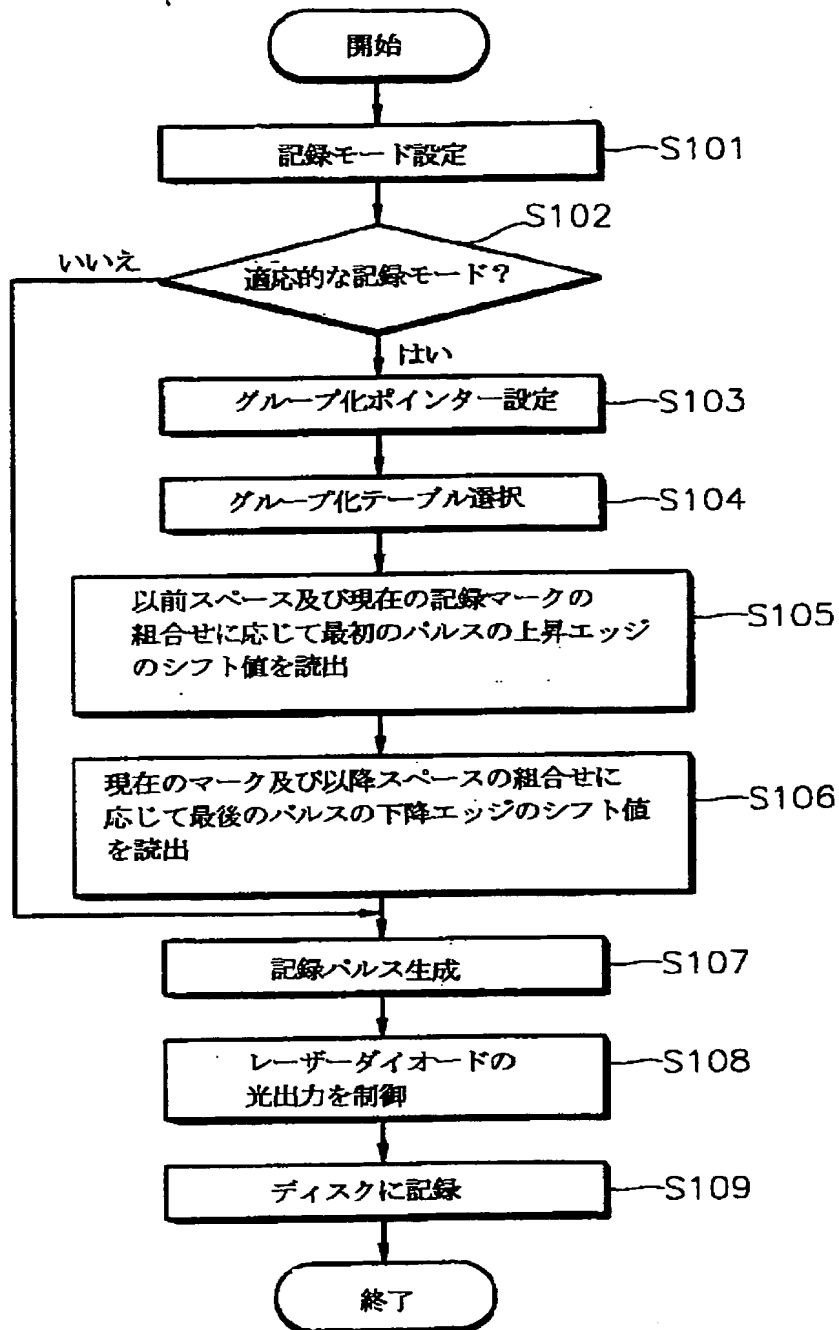 開始
記録モード設定
S101
S102
いいえ
適応的な記録モード？
はい
グループ化ポインター設定
S103
グループ化テーブル選択
S104
以前スペース及び現在の記録マークの
組合せに応じて最初のパルスの上昇エッジ
のシフト値を読出
S105
現在のマーク及び以降スペースの組合せに
応じて最後のパルスの下降エッジのシフト値
を読出
S106
記録パルス生成
S107
レーザーダイオードの
光出力を制御
S108
ディスクに記録
S109
終了